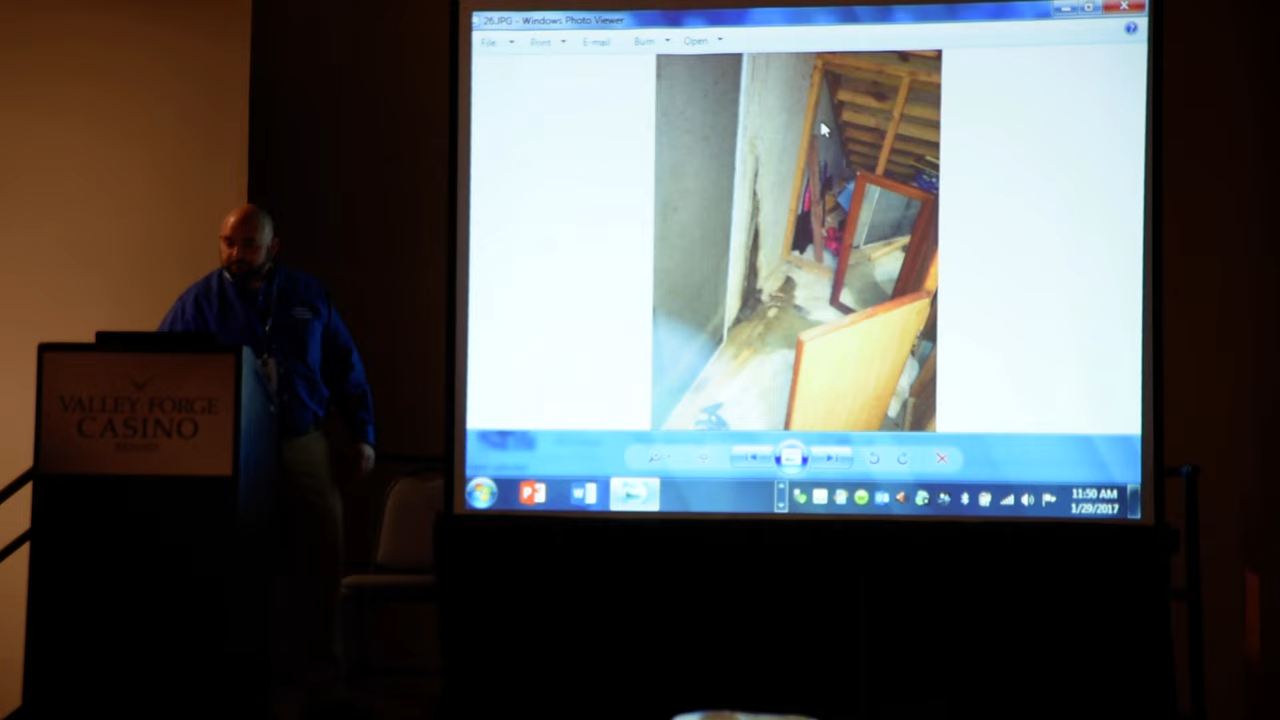 26.JPG - Windows Photo Viewer
File Print E-mail Burn Open
VALLEY FORGE
CASINO
RESORT
11:50 AM
1/29/2017